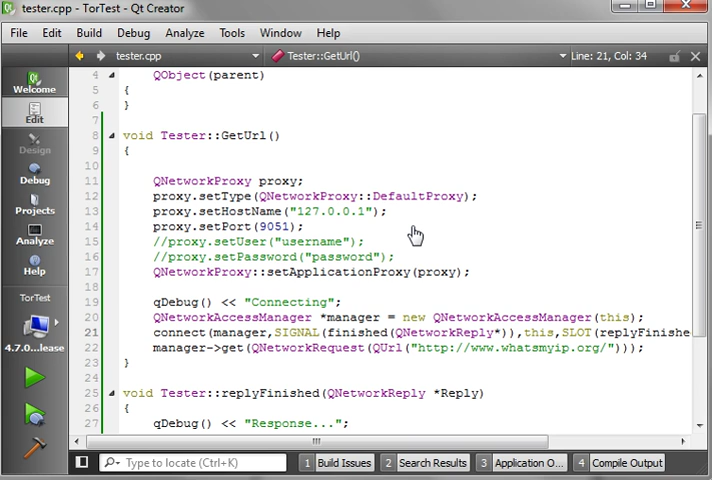 tester.cpp - TorTest - Qt Creator
File Edit Build Debug Analyze Tools Window Help
tester.cpp Tester::GetUrl() Line: 21, Col: 34
Welcome
Edit
Design
Debug
Projects
Analyze
Help
TorTest
4.7.0...lease
4 QObject(parent)
5 {
6 }
7
8 void Tester::GetUrl()
9 {
10
11 QNetworkProxy proxy;
12 proxy.setType(QNetworkProxy::DefaultProxy);
13 proxy.setHostName("127.0.0.1");
14 proxy.setPort(9051);
15 //proxy.setUser("username");
16 //proxy.setPassword("password");
17 QNetworkProxy::setApplicationProxy(proxy);
18
19 qDebug() << "Connecting";
20 QNetworkAccessManager *manager = new QNetworkAccessManager(this);
21 connect(manager,SIGNAL(finished(QNetworkReply*)),this,SLOT(replyFinishe
22 manager->get(QNetworkRequest(QUrl("http://www.whatsmyip.org/")));
23 }
24
25 void Tester::replyFinished(QNetworkReply *Reply)
26 {
27 qDebug() << "Response...";
Type to locate (Ctrl+K) 1 Build Issues 2 Search Results 3 Application O... 4 Compile Output